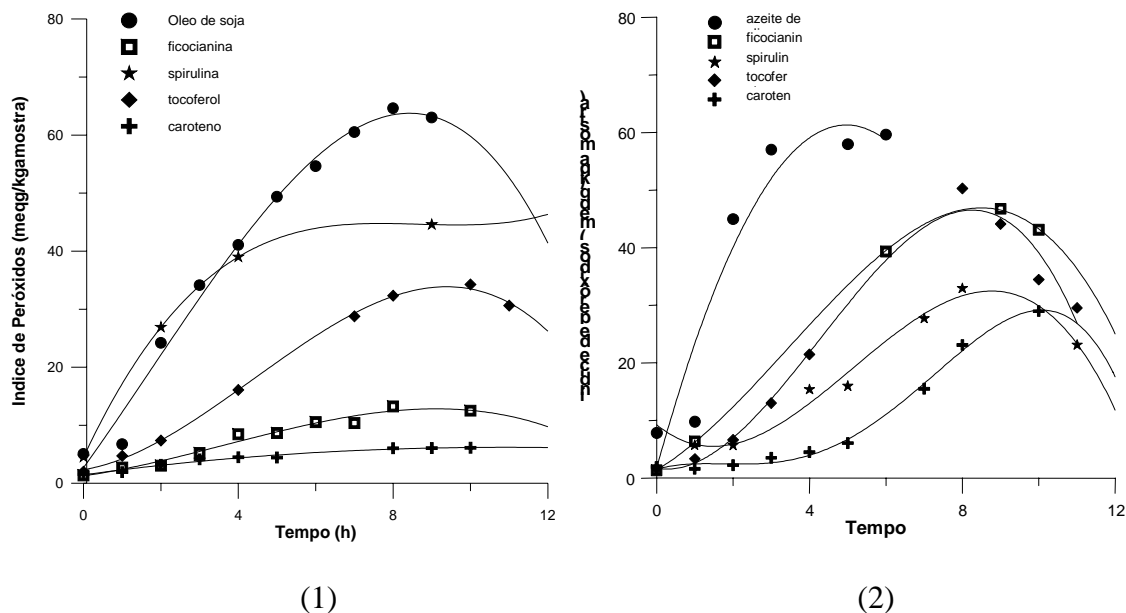 80
60
40
20
0
0
4
8
12
Indice de Peróxidos (meqg/kgamostra)
Tempo (h)
Oleo de soja
ficocianina
spirulina
tocoferol
caroteno
(1)
80
60
40
20
0
0
4
8
12
Tempo
azeite de
ficocianin
spirulin
tocofer
caroten
(2)